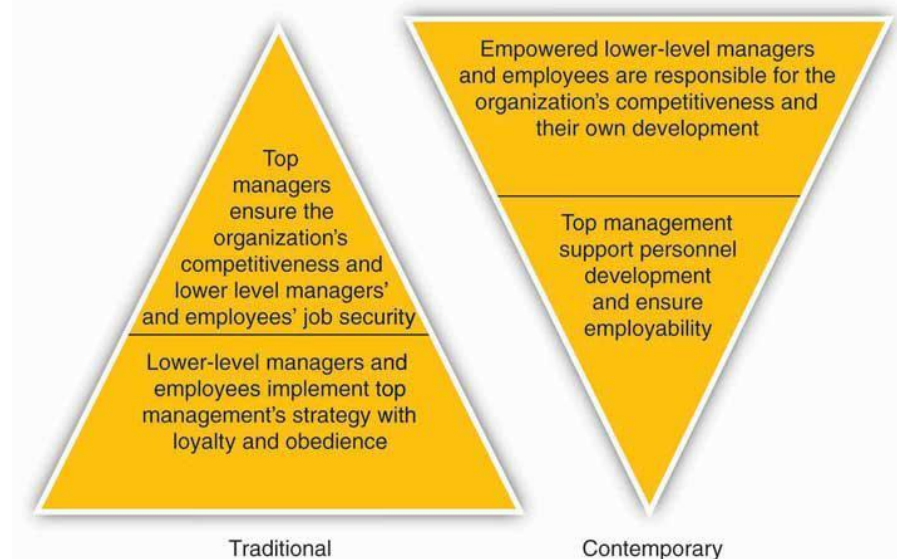 Top
managers
ensure the
organization's
competitiveness and
lower level managers'
and employees' job security
Lower-level managers and
employees implement top
management's strategy with
loyalty and obedience
Traditional
Empowered lower-level managers
and employees are responsible for the
organization's competitiveness and
their own development
Top management
support personnel
development
and ensure
employability
Contemporary